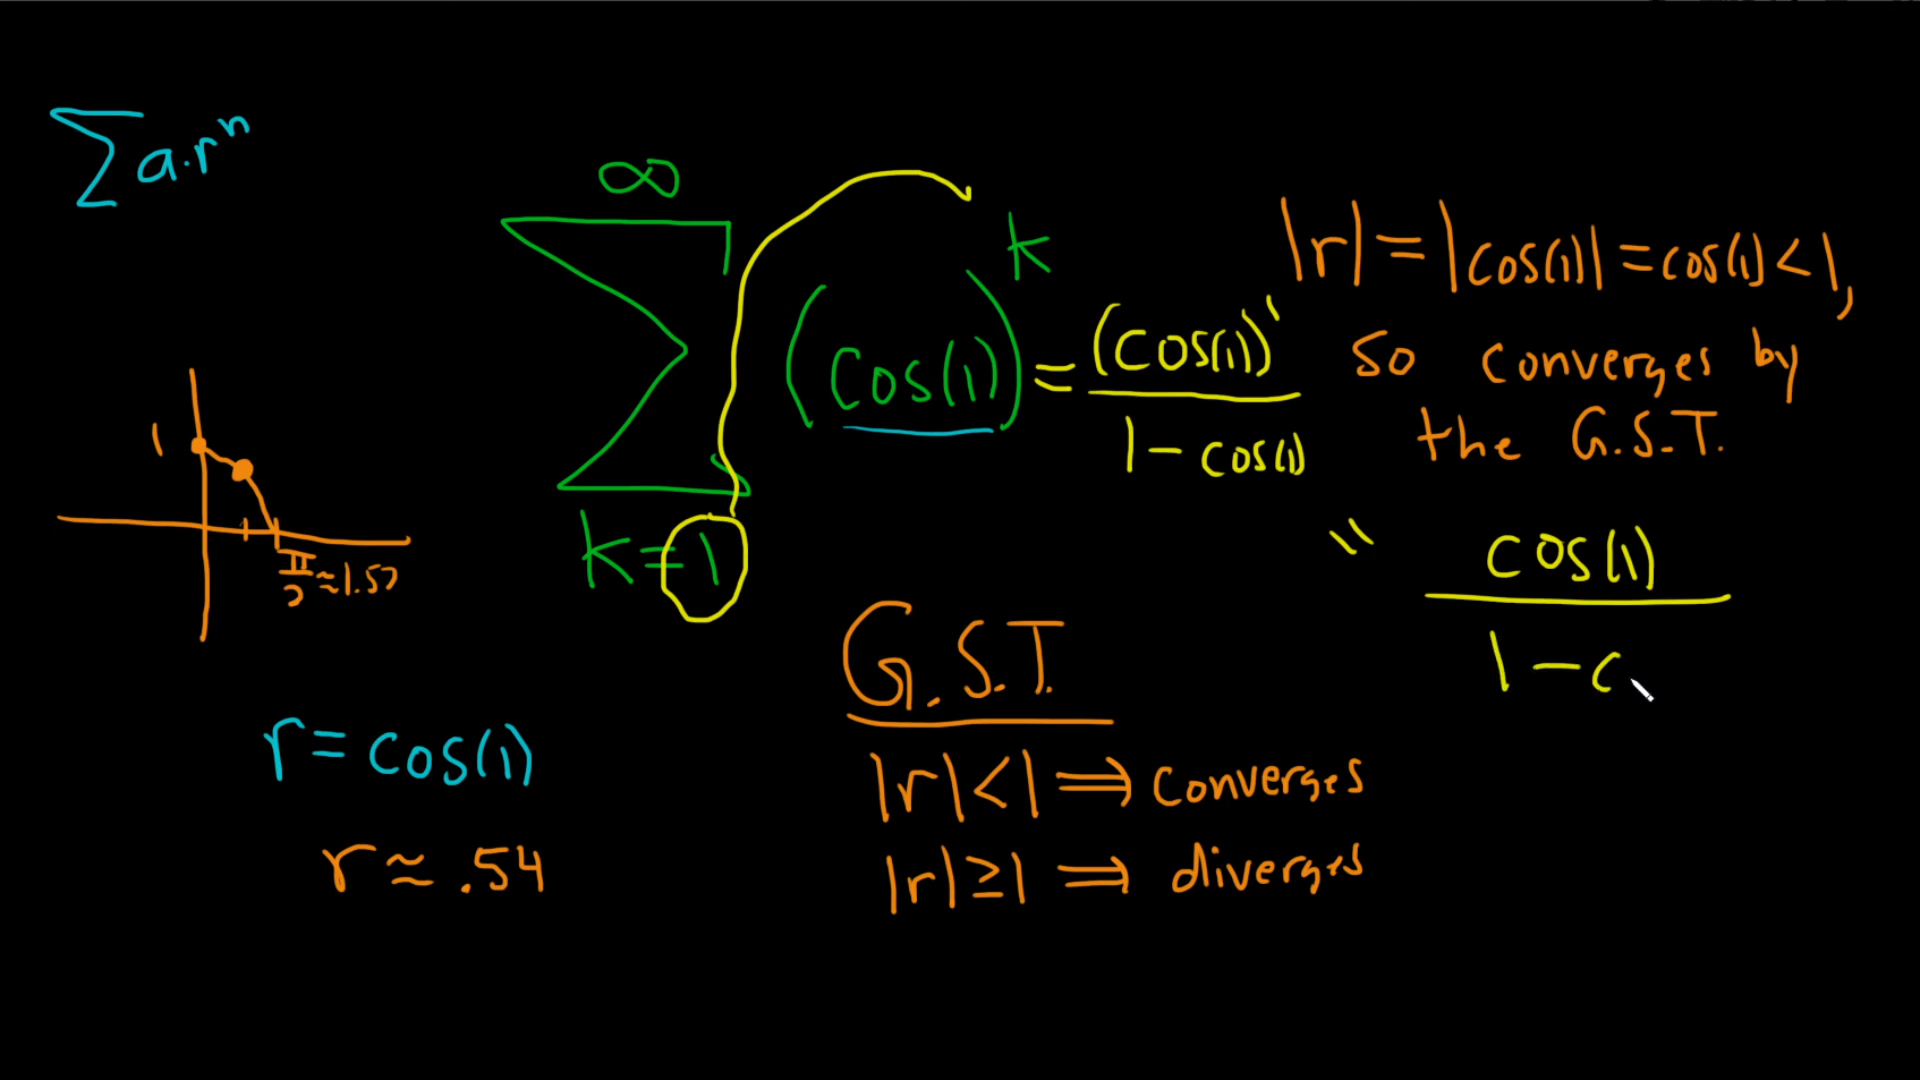 ∑ a·rⁿ
∞
∑ (cos(1))^k = (cos(1))^1 / (1 - cos(1))
k=1
|r| = |cos(1)| = cos(1) < 1,
so converges by
the G.S.T.
1
π/2 ≈ 1.57
" cos(1) / (1 - c
G.S.T.
r = cos(1)
|r| < 1 ⟹ converges
r ≈ .54
|r| ≥ 1 ⟹ diverges